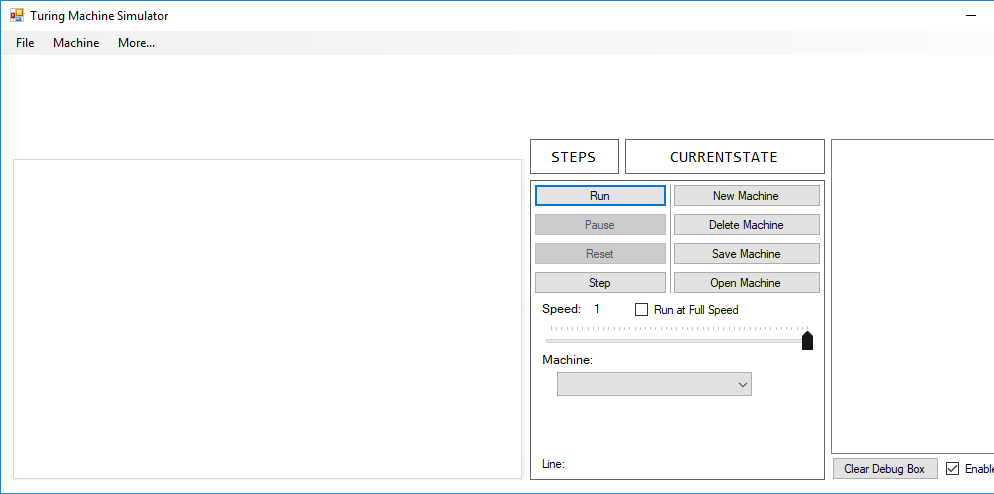 Turing Machine Simulator
File Machine More...
STEPS CURRENTSTATE
Run New Machine
Pause Delete Machine
Reset Save Machine
Step Open Machine
Speed: 1 Run at Full Speed
Machine:
Line:
Clear Debug Box